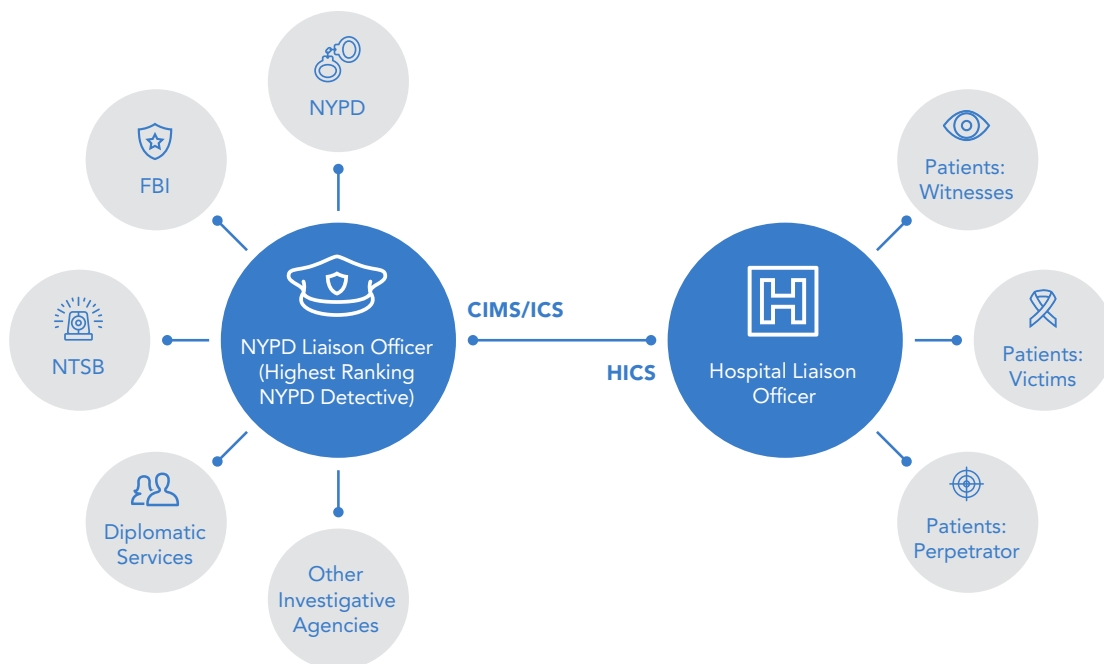 NYPD
FBI
NTSB
Diplomatic
Services
Other
Investigative
Agencies
NYPD Liaison Officer
(Highest Ranking
NYPD Detective)
CIMS/ICS
HICS
H
Hospital Liaison
Officer
Patients:
Witnesses
Patients:
Victims
Patients:
Perpetrator